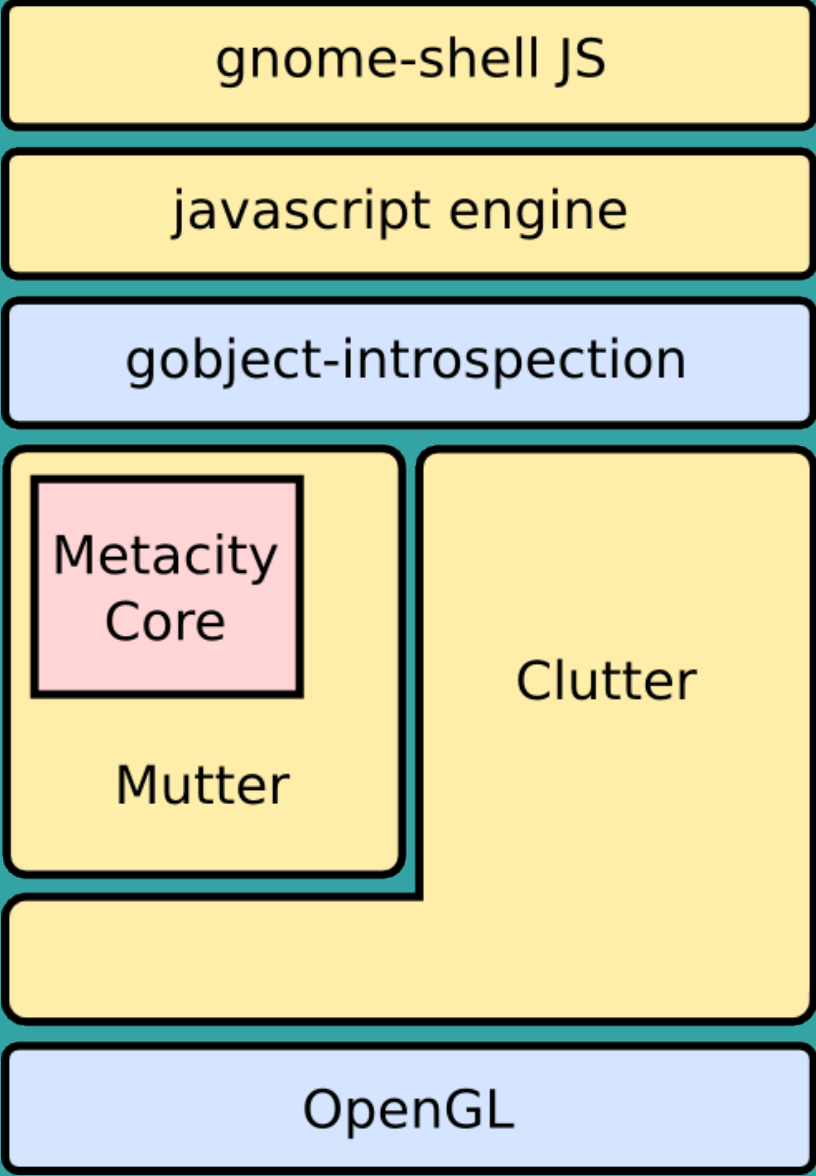 gnome-shell JS
javascript engine
gobject-introspection
Metacity
Core
Mutter
Clutter
OpenGL